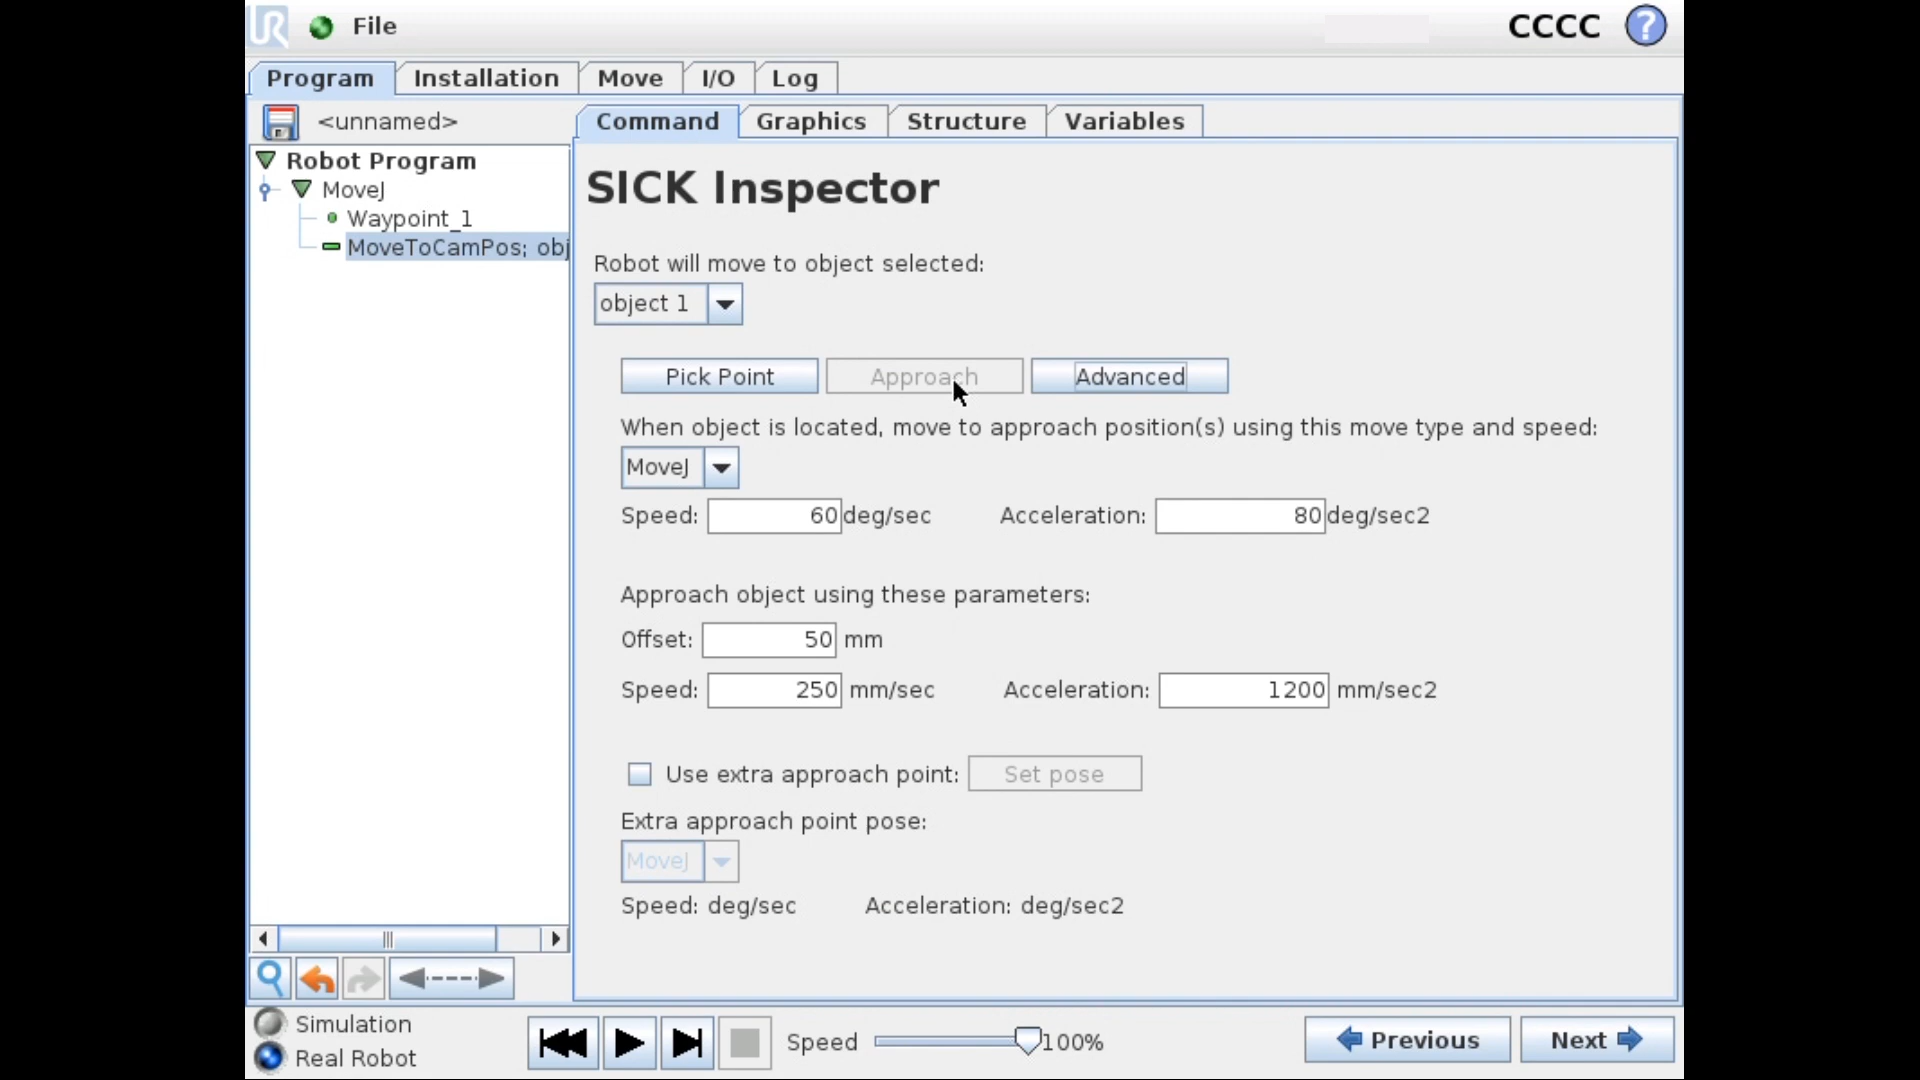 UR File CCCC ?
Program Installation Move I/O Log
<unnamed> Command Graphics Structure Variables
Robot Program
MoveJ
Waypoint_1
MoveToCamPos; obj
SICK Inspector
Robot will move to object selected:
object 1
Pick Point Approach Advanced
When object is located, move to approach position(s) using this move type and speed:
MoveJ
Speed: 60 deg/sec Acceleration: 80 deg/sec2
Approach object using these parameters:
Offset: 50 mm
Speed: 250 mm/sec Acceleration: 1200 mm/sec2
Use extra approach point: Set pose
Extra approach point pose:
MoveJ
Speed: deg/sec Acceleration: deg/sec2
Simulation
Real Robot
Speed 100%
Previous Next